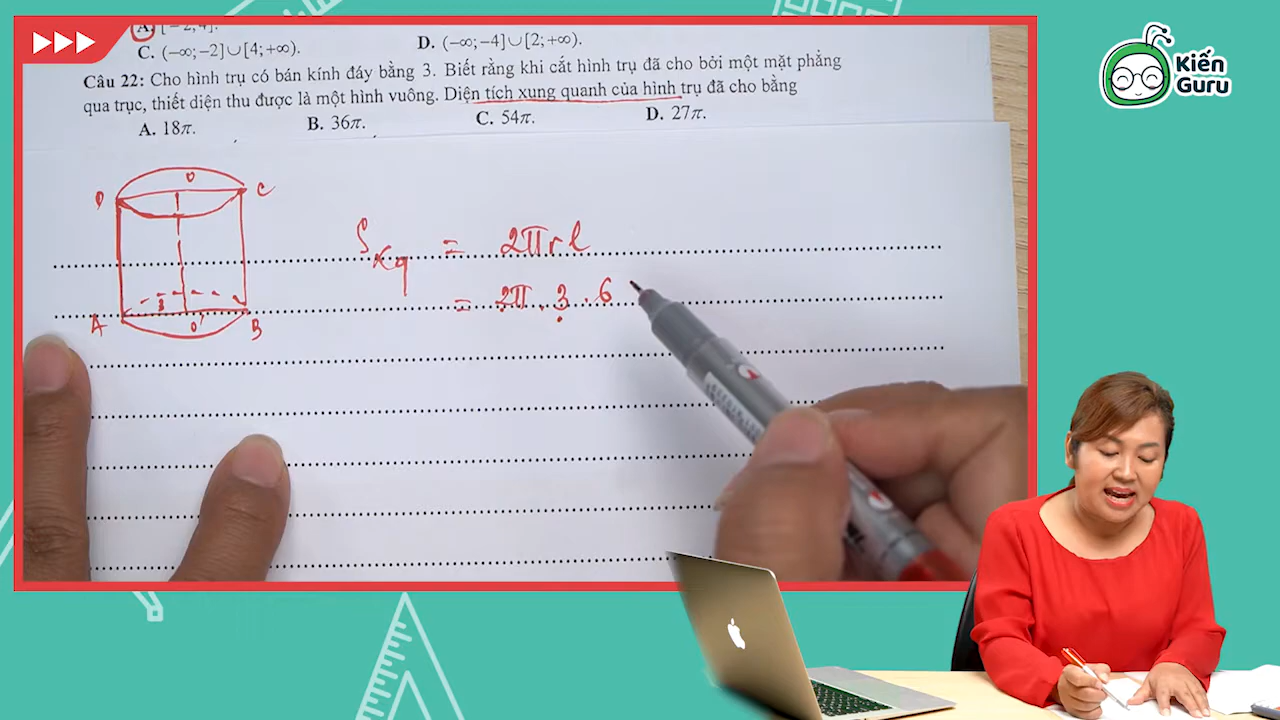 A. [−2;4].
C. (−∞;−2]∪[4;+∞).
D. (−∞;−4]∪[2;+∞).
Câu 22: Cho hình trụ có bán kính đáy bằng 3. Biết rằng khi cắt hình trụ đã cho bởi một mặt phẳng
qua trục, thiết diện thu được là một hình vuông. Diện tích xung quanh của hình trụ đã cho bằng
A. 18π. B. 36π. C. 54π. D. 27π.
O
D C
3
A O' B
Sxq = 2πrl
= 2π . 3 . 6
Kiến
Guru